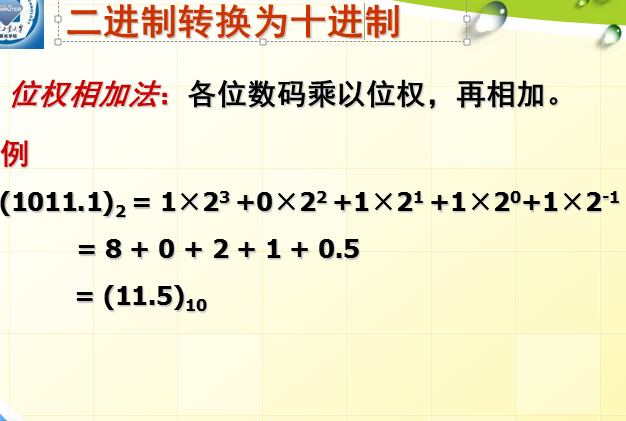 二进制转换为十进制
位权相加法：各位数码乘以位权，再相加。
例
(1011.1)₂ = 1×2³ +0×2² +1×2¹ +1×2⁰+1×2⁻¹
= 8 + 0 + 2 + 1 + 0.5
= (11.5)₁₀